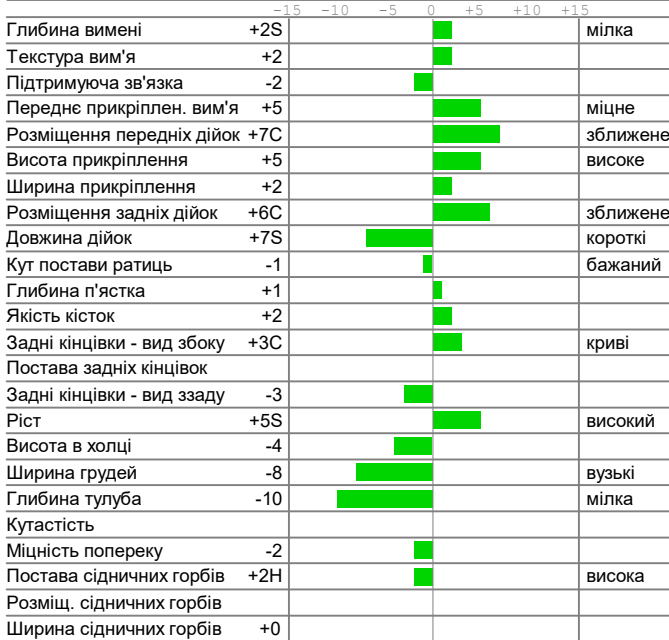 -15 -10 -5 0 +5 +10 +15
Глибина вимені +2S мілка
Текстура вим'я +2
Підтримуюча зв'язка -2
Переднє прикріплен. вим'я +5 міцне
Розміщення передніх дійок +7C зближене
Висота прикріплення +5 високе
Ширина прикріплення +2
Розміщення задніх дійок +6C зближене
Довжина дійок +7S короткі
Кут постави ратиць -1 бажаний
Глибина п'ястка +1
Якість кісток +2
Задні кінцівки - вид збоку +3C криві
Постава задніх кінцівок
Задні кінцівки - вид ззаду -3
Ріст +5S високий
Висота в холці -4
Ширина грудей -8 вузькі
Глибина тулуба -10 мілка
Кутастість
Міцність попереку -2
Постава сідничних горбів +2H висока
Розміщ. сідничних горбів
Ширина сідничних горбів +0